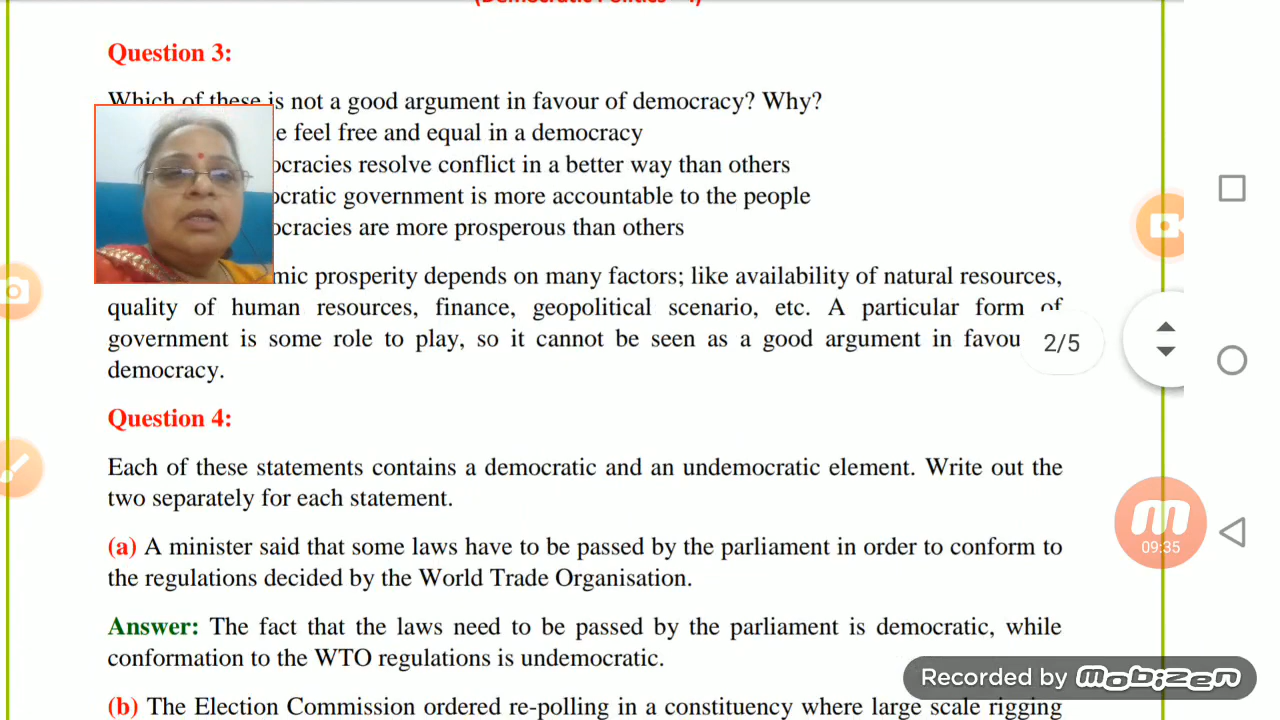 (Democratic Politics – I)
Question 3:
Which of these is not a good argument in favour of democracy? Why?
e feel free and equal in a democracy
ocracies resolve conflict in a better way than others
ocratic government is more accountable to the people
ocracies are more prosperous than others
mic prosperity depends on many factors; like availability of natural resources,
quality of human resources, finance, geopolitical scenario, etc. A particular form of
government is some role to play, so it cannot be seen as a good argument in favou
2/5
democracy.
Question 4:
Each of these statements contains a democratic and an undemocratic element. Write out the
two separately for each statement.
(a) A minister said that some laws have to be passed by the parliament in order to conform to
the regulations decided by the World Trade Organisation.
09:35
Answer: The fact that the laws need to be passed by the parliament is democratic, while
conformation to the WTO regulations is undemocratic.
Recorded by Mobizen
(b) The Election Commission ordered re-polling in a constituency where large scale rigging